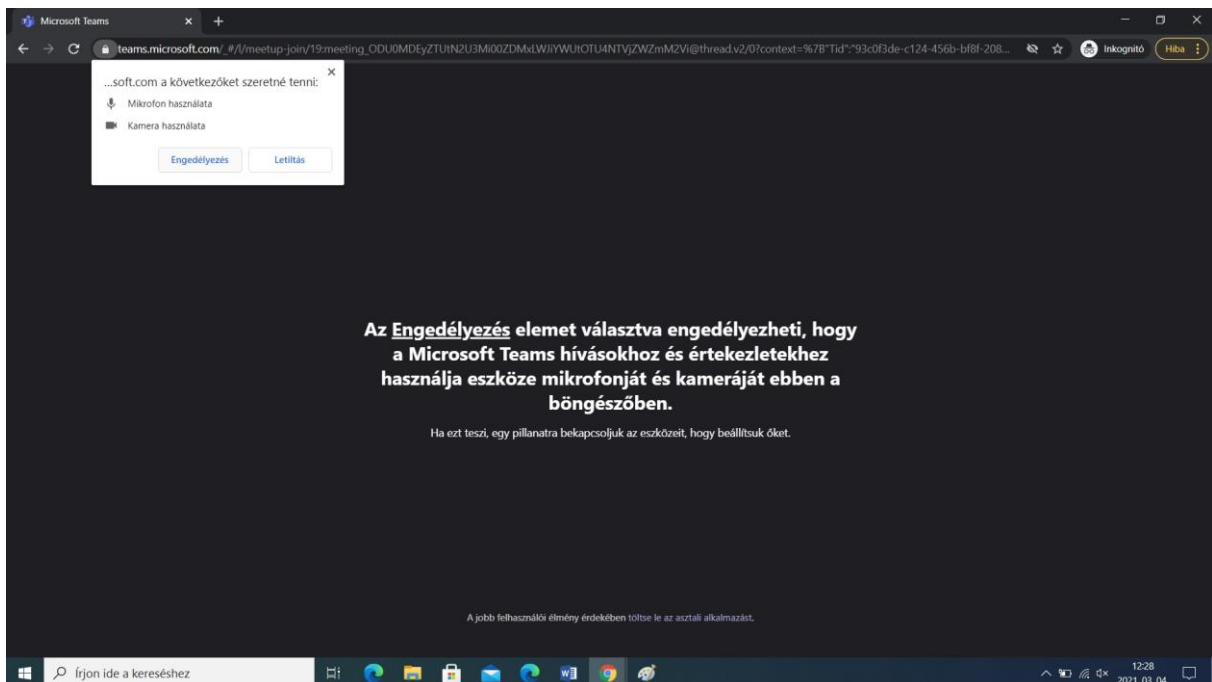 Microsoft Teams
teams.microsoft.com/_#/l/meetup-join/19:meeting_ODU0MDEyZTUtN2U3Mi00ZDMxLWJiYWUtOTU4NTVjZWZmM2Vi@thread.v2/0?context=%7B"Tid":"93c0f3de-c124-456b-bf8f-208...
Inkognitó
Hiba
...soft.com a következőket szeretné tenni:
Mikrofon használata
Kamera használata
Engedélyezés
Letiltás
Az Engedélyezés elemet választva engedélyezheti, hogy
a Microsoft Teams hívásokhoz és értekezletekhez
használja eszköze mikrofonját és kameráját ebben a
böngészőben.
Ha ezt teszi, egy pillanatra bekapcsoljuk az eszközeit, hogy beállítsuk őket.
A jobb felhasználói élmény érdekében töltse le az asztali alkalmazást.
Írjon ide a kereséshez
12:28
2021. 03. 04.